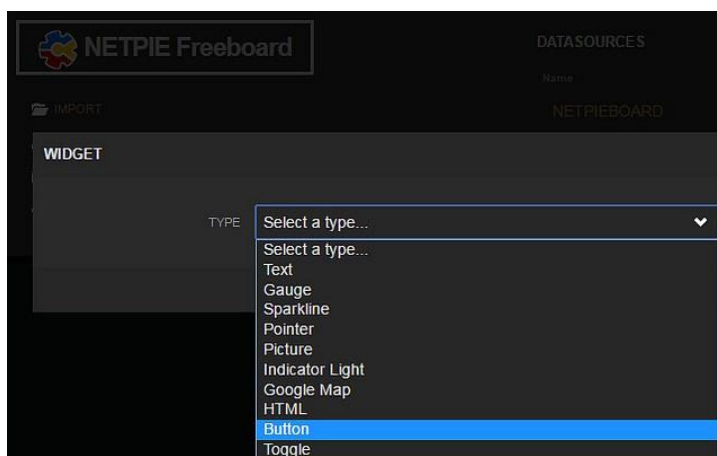 NETPIE Freeboard
DATASOURCES
Name
IMPORT
NETPIEBOARD
WIDGET
TYPE
Select a type...
Select a type...
Text
Gauge
Sparkline
Pointer
Picture
Indicator Light
Google Map
HTML
Button
Toggle